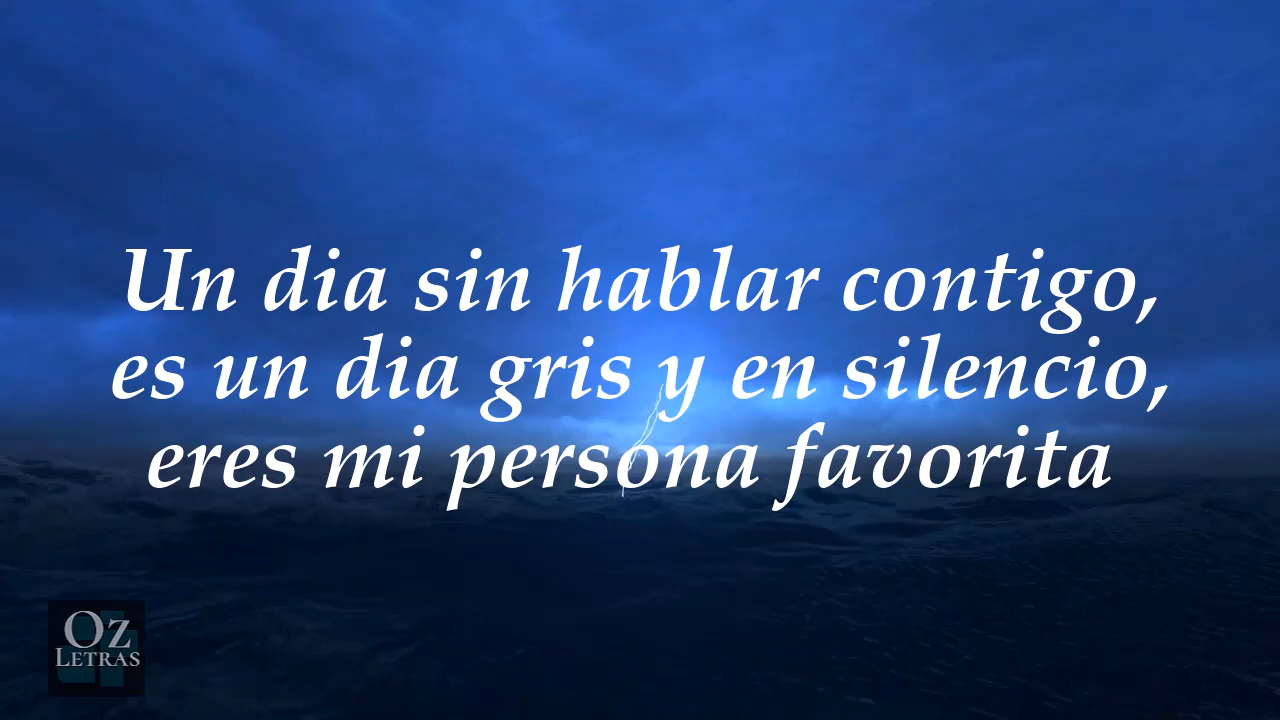 Un dia sin hablar contigo,
es un dia gris y en silencio,
eres mi persona favorita
Oz
Letras